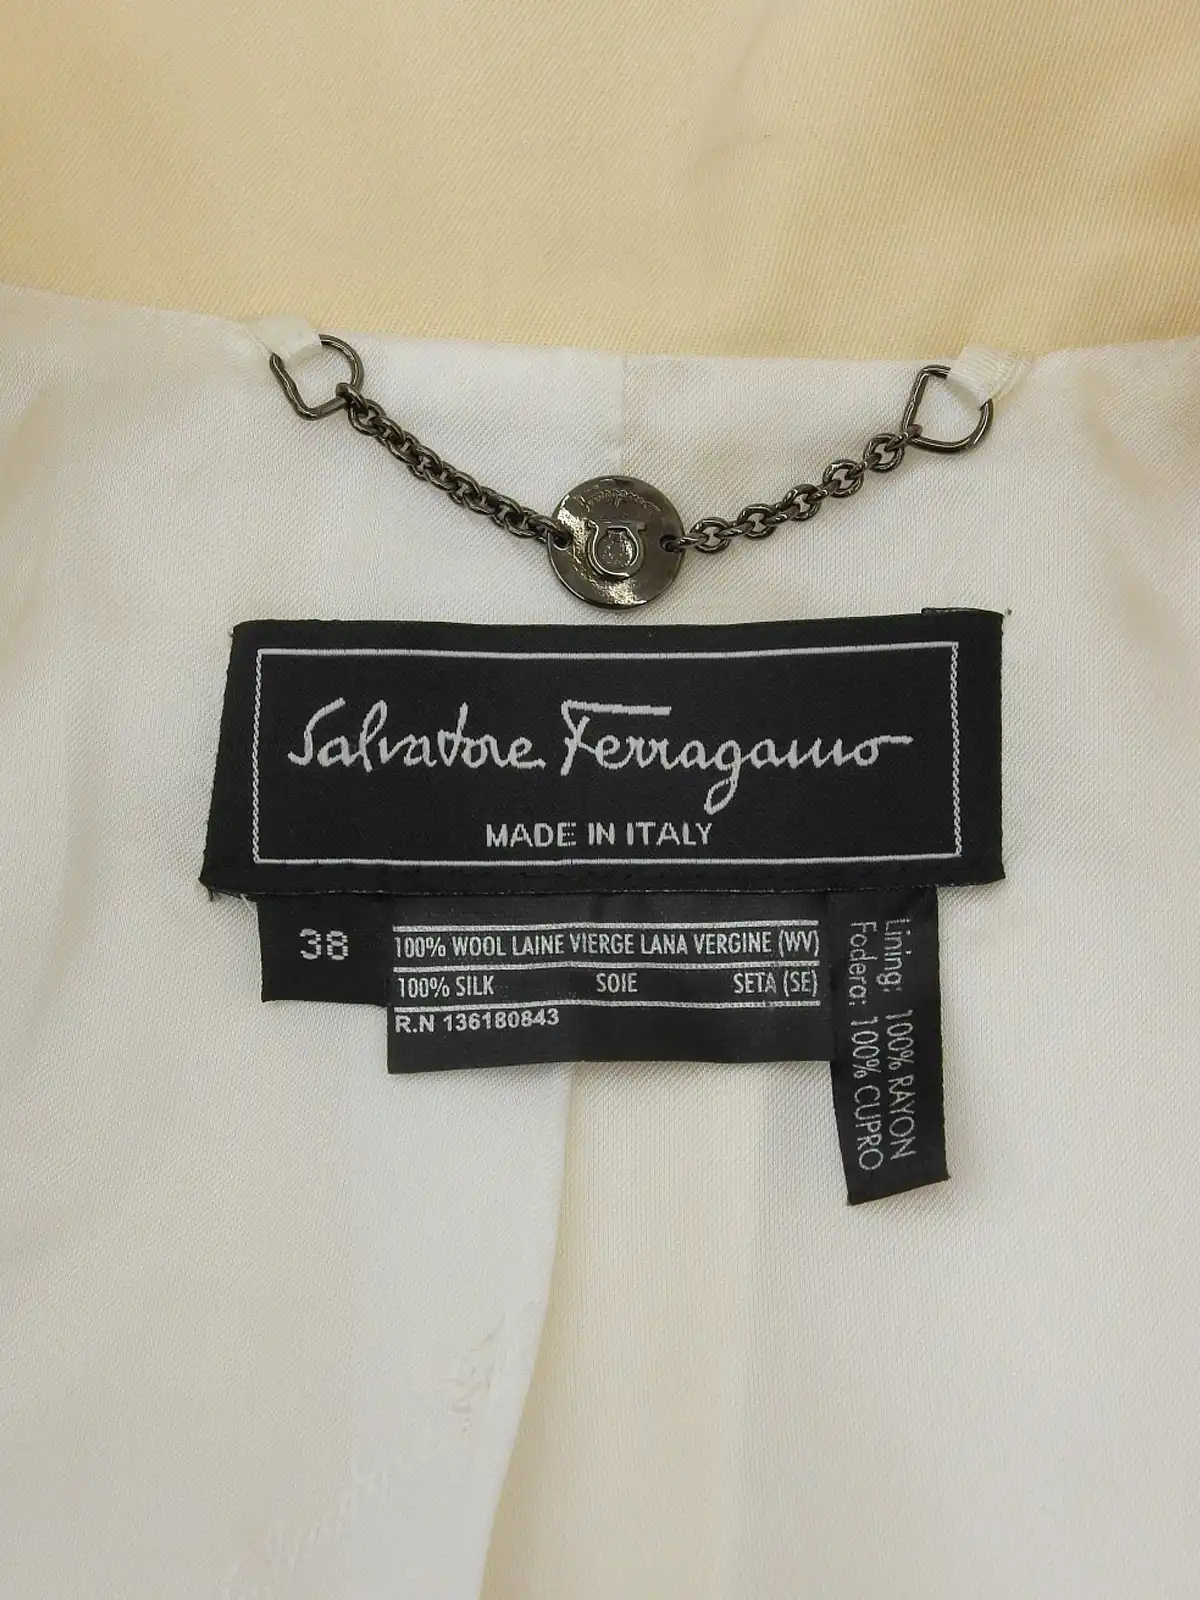 Ferragamo
Salvatore Ferragamo
MADE IN ITALY
38
100% WOOL LAINE VIERGE LANA VERGINE (WV)
100% SILK SOIE SETA (SE)
R.N 136180843
Lining: 100% RAYON
Fodera: 100% CUPRO